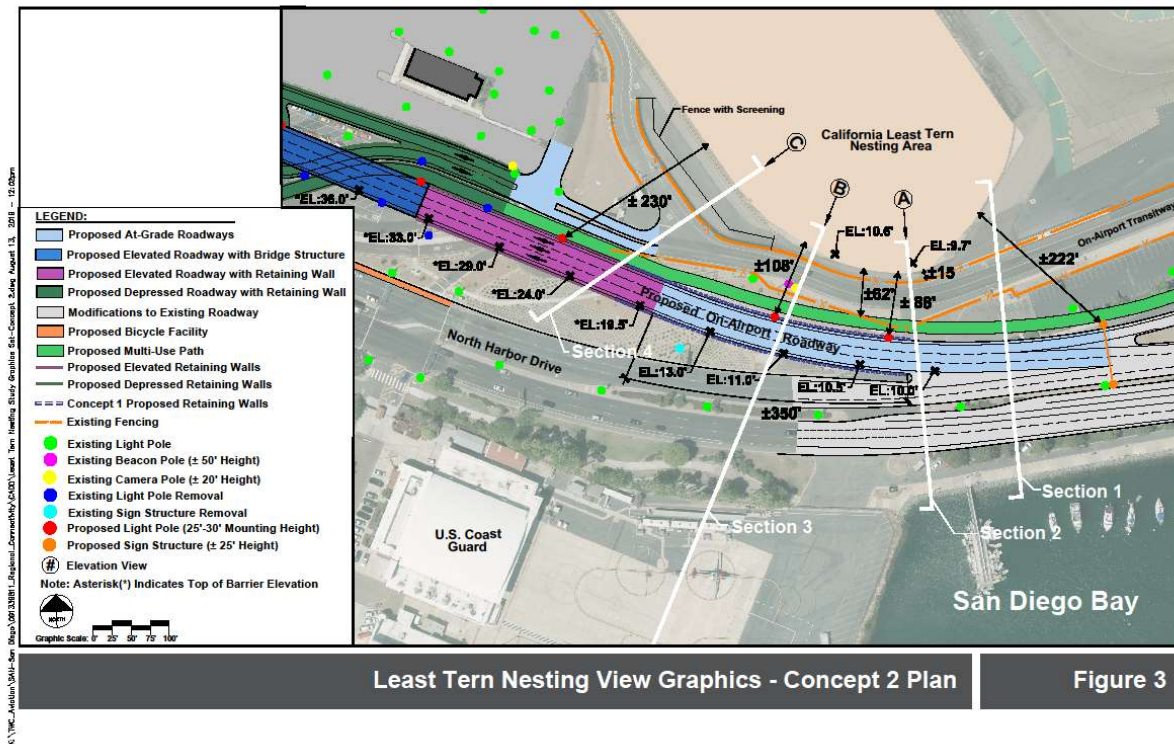 Fence with Screening
California Least Tern
Nesting Area
C
B
A
On-Airport Transitway
± 230'
±108'
±62'
± 88'
±15
±222'
±350'
EL:10.6'
EL:9.7'
*EL:36.0'
*EL:33.0'
*EL:29.0'
*EL:24.0'
*EL:19.5'
EL:13.0'
EL:11.0'
EL:10.5'
EL:10.0'
Proposed On-Airport - Roadway
North Harbor Drive
Section 4
Section 3
Section 2
Section 1
U.S. Coast
Guard
San Diego Bay
LEGEND:
Proposed At-Grade Roadways
Proposed Elevated Roadway with Bridge Structure
Proposed Elevated Roadway with Retaining Wall
Proposed Depressed Roadway with Retaining Wall
Modifications to Existing Roadway
Proposed Bicycle Facility
Proposed Multi-Use Path
Proposed Elevated Retaining Walls
Proposed Depressed Retaining Walls
Concept 1 Proposed Retaining Walls
Existing Fencing
Existing Light Pole
Existing Beacon Pole (± 50' Height)
Existing Camera Pole (± 20' Height)
Existing Light Pole Removal
Existing Sign Structure Removal
Proposed Light Pole (25'-30' Mounting Height)
Proposed Sign Structure (± 25' Height)
# Elevation View
Note: Asterisk(*) Indicates Top of Barrier Elevation
NORTH
Graphic Scale: 0' 25' 50' 75' 100'
Least Tern Nesting View Graphics - Concept 2 Plan
Figure 3